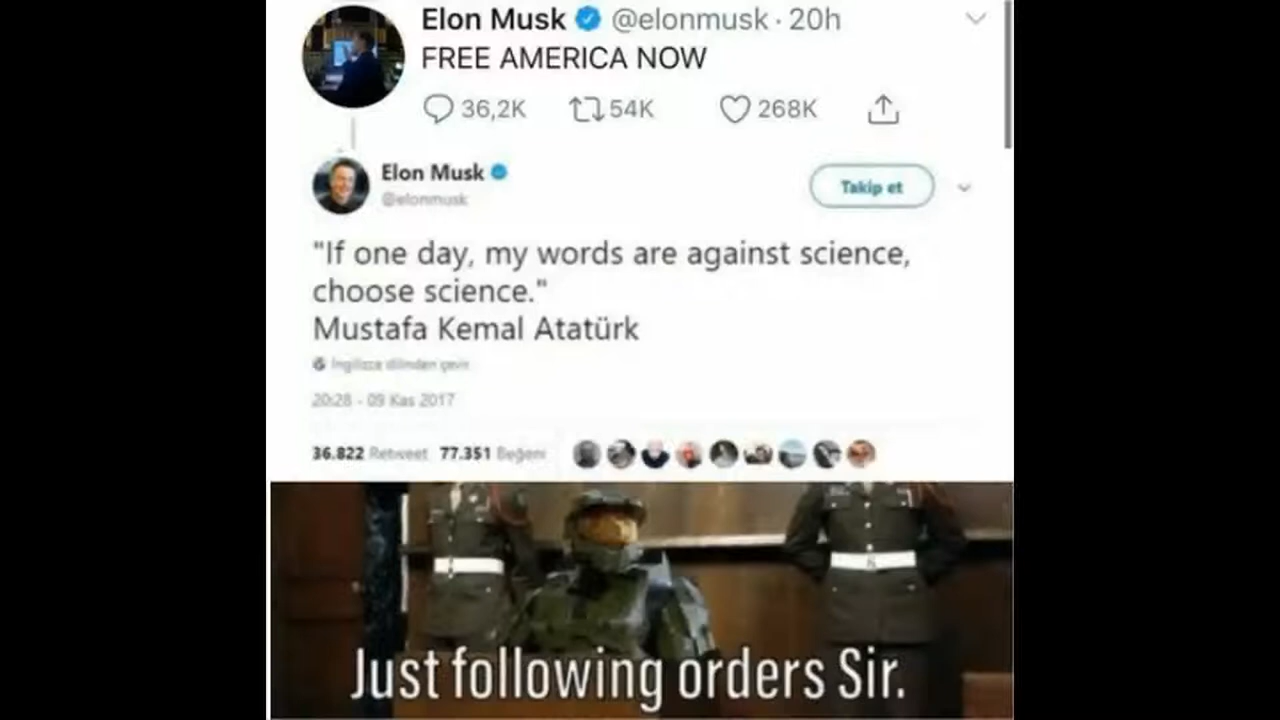 Elon Musk @elonmusk · 20h
FREE AMERICA NOW
36,2K 54K 268K
Elon Musk
@elonmusk
Takip et
"If one day, my words are against science,
choose science."
Mustafa Kemal Atatürk
İngilizce dilinden çevir
20:28 - 09 Kas 2017
36.822 Retweet 77.351 Beğeni
Just following orders Sir.